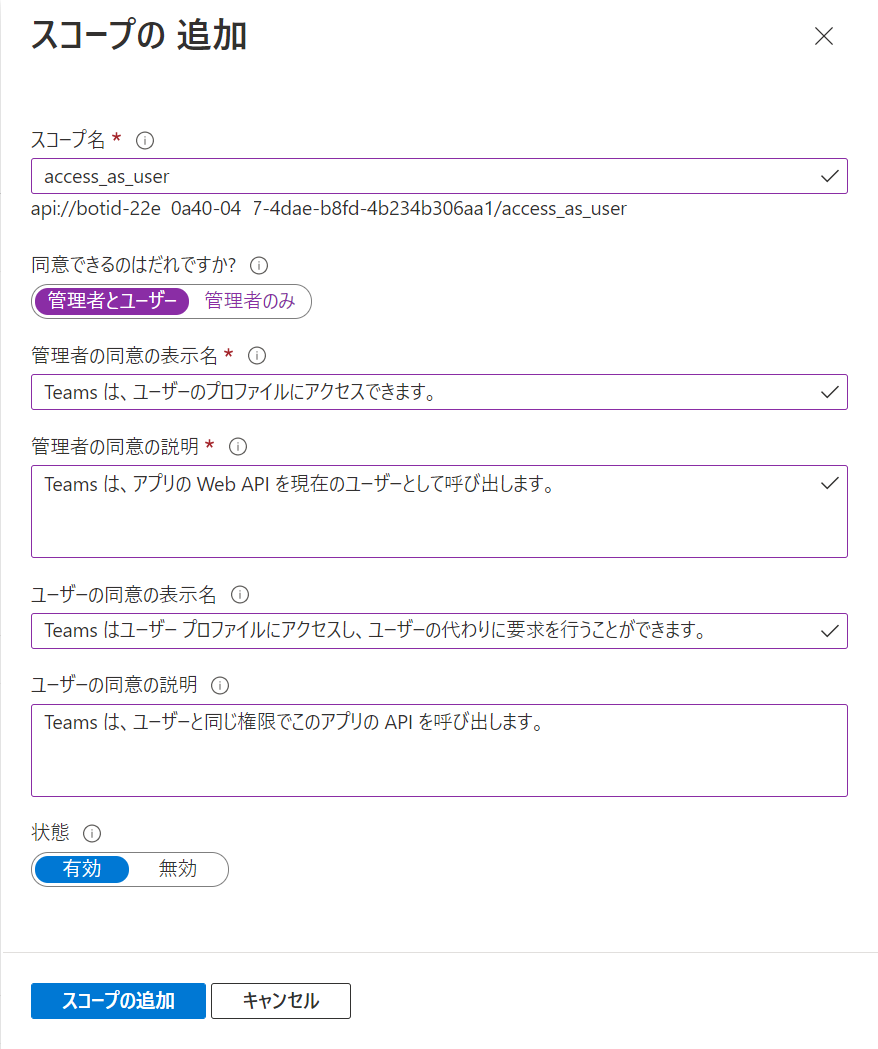 スコープの 追加
スコープ名 *
access_as_user
api://botid-22e 0a40-04 7-4dae-b8fd-4b234b306aa1/access_as_user
同意できるのはだれですか?
管理者とユーザー 管理者のみ
管理者の同意の表示名 *
Teams は、ユーザーのプロファイルにアクセスできます。
管理者の同意の説明 *
Teams は、アプリの Web API を現在のユーザーとして呼び出します。
ユーザーの同意の表示名
Teams はユーザー プロファイルにアクセスし、ユーザーの代わりに要求を行うことができます。
ユーザーの同意の説明
Teams は、ユーザーと同じ権限でこのアプリの API を呼び出します。
状態
有効 無効
スコープの追加 キャンセル